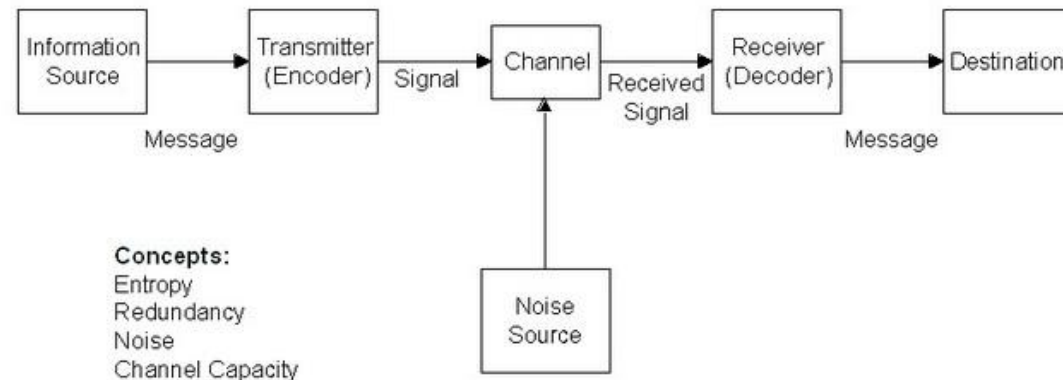 Information
Source
Message
Transmitter
(Encoder)
Signal
Channel
Received
Signal
Receiver
(Decoder)
Message
Destination
Noise
Source
Concepts:
Entropy
Redundancy
Noise
Channel Capacity